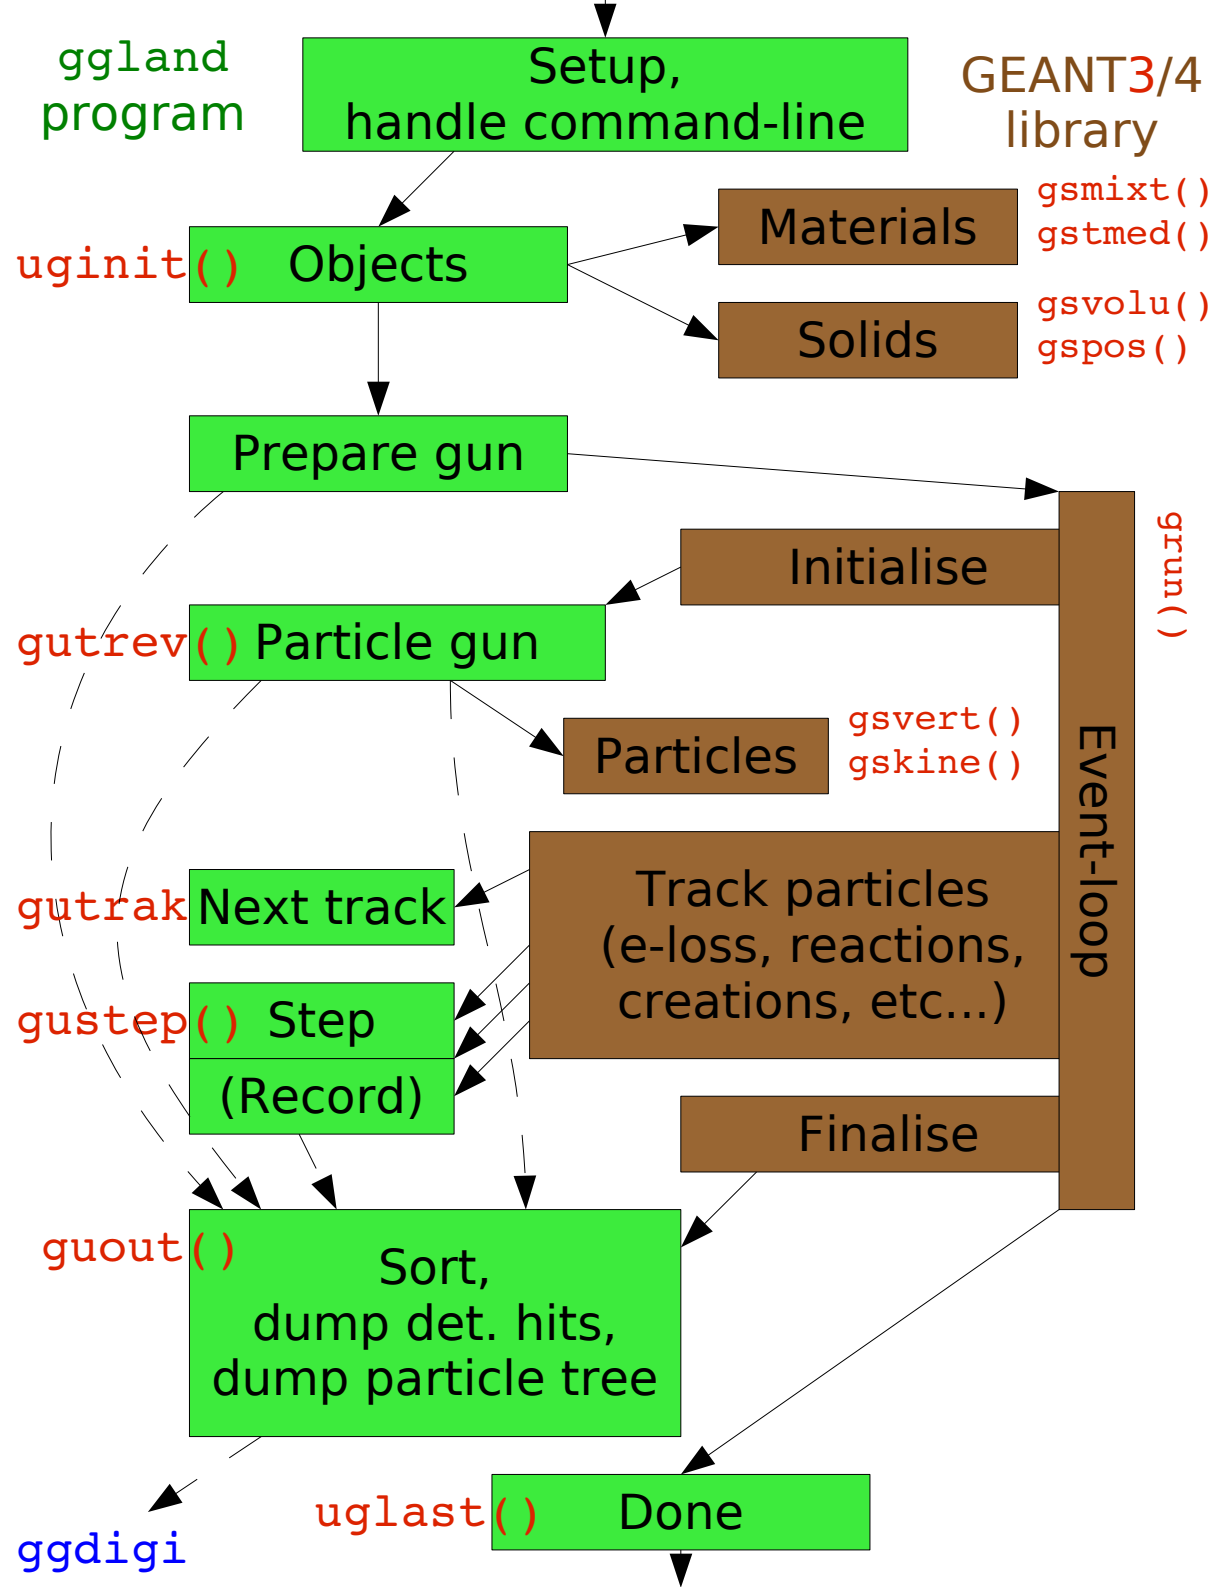 ggland
program
Setup,
handle command-line
GEANT3/4
library
gsmixt()
gstmed()
Materials
uginit()
Objects
gsvolu()
gspos()
Solids
Prepare gun
grun()
Initialise
gutrev()
Particle gun
gsvert()
gskine()
Particles
Event-loop
Track particles
(e-loss, reactions,
creations, etc...)
gutrak
Next track
gustep()
Step
(Record)
Finalise
guout()
Sort,
dump det. hits,
dump particle tree
uglast()
Done
ggdigi